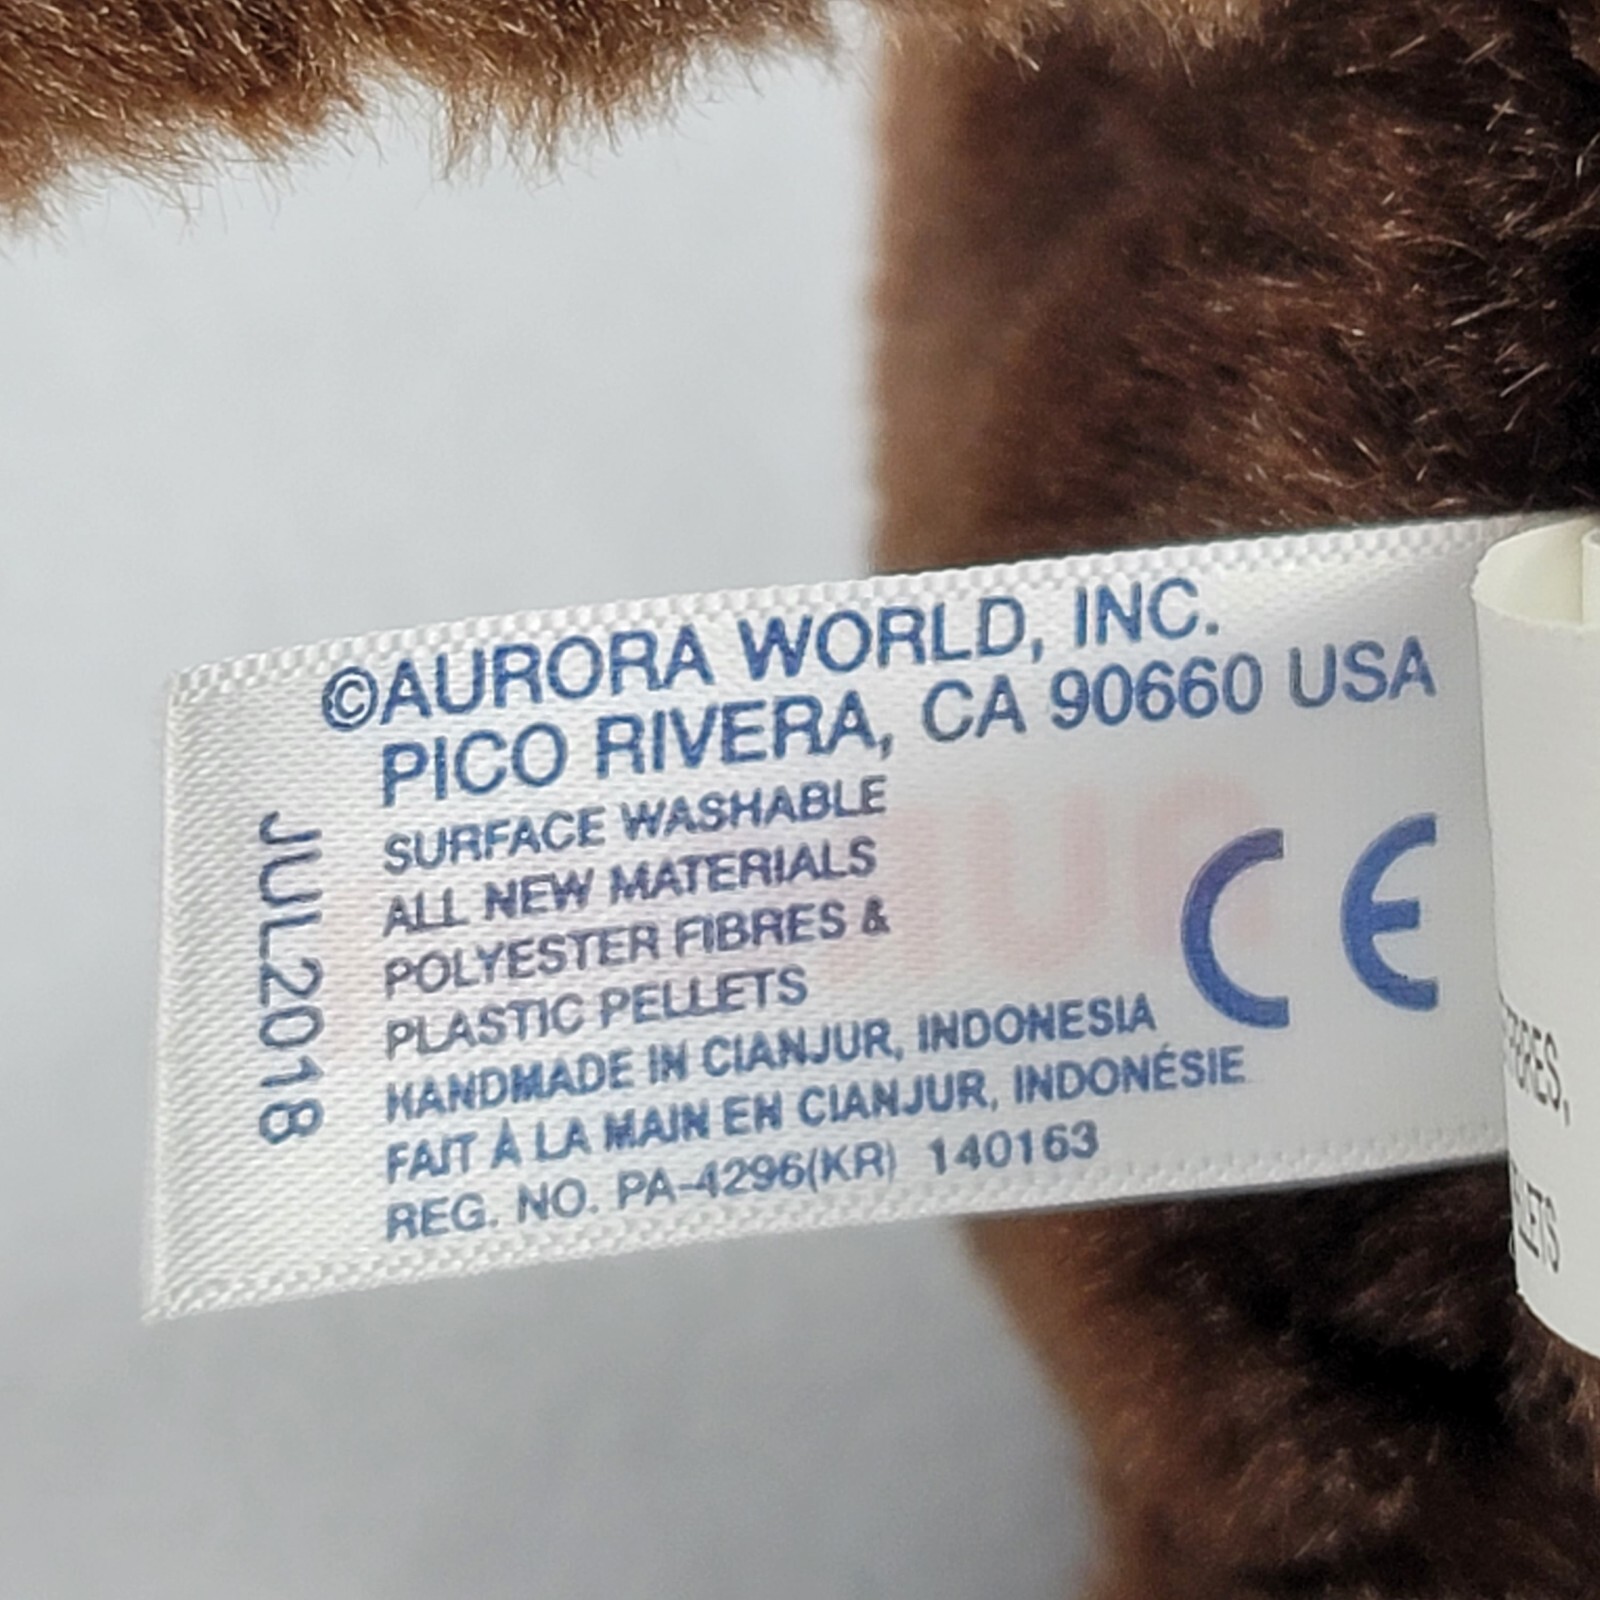 ©AURORA WORLD, INC.
PICO RIVERA, CA 90660 USA
SURFACE WASHABLE
ALL NEW MATERIALS
POLYESTER FIBRES &
PLASTIC PELLETS
HANDMADE IN CIANJUR, INDONESIA
FAIT À LA MAIN EN CIANJUR, INDONÉSIE
REG. NO. PA-4296(KR) 140163
JUL2018
CE